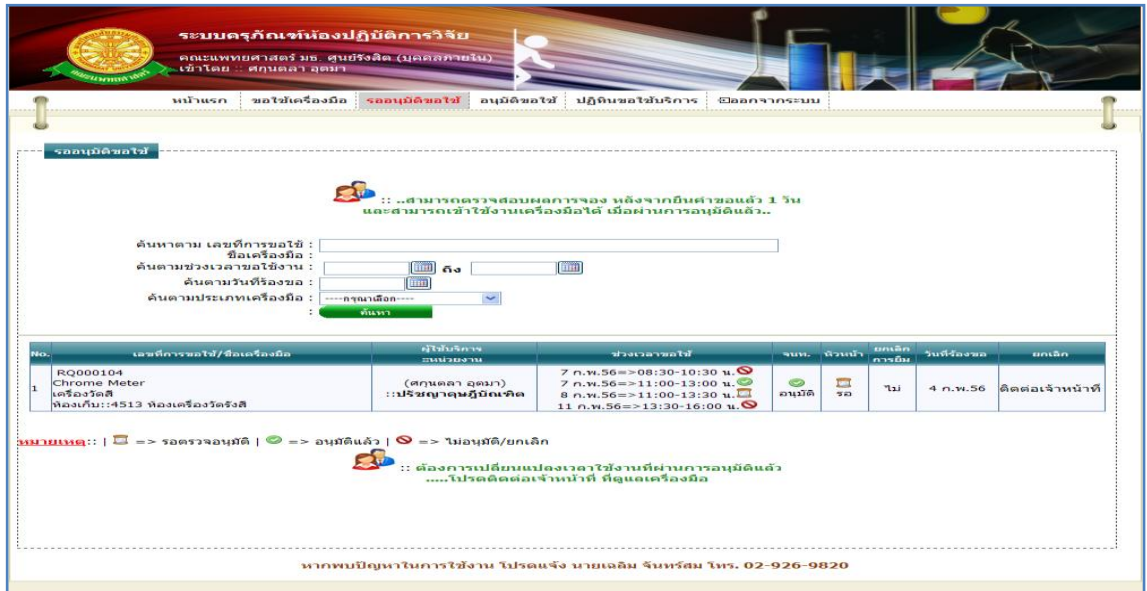 ระบบครุภัณฑ์ห้องปฏิบัติการวิจัย
คณะแพทยศาสตร์ มธ. ศูนย์รังสิต (บุคคลภายใน)
เข้าโดย :: ศกุนตลา อุตมา
คณะแพทยศาสตร์
หน้าแรก ขอใช้เครื่องมือ รออนุมัติขอใช้ อนุมัติขอใช้ ปฏิทินขอใช้บริการ ออกจากระบบ
รออนุมัติขอใช้
:: ..สามารถตรวจสอบผลการจอง หลังจากยื่นคำขอแล้ว 1 วัน
และสามารถเข้าใช้งานเครื่องมือได้ เมื่อผ่านการอนุมัติแล้ว..
ค้นหาตาม เลขที่การขอใช้ :
ชื่อเครื่องมือ :
ค้นตามช่วงเวลาขอใช้งาน : ถึง
ค้นตามวันที่ร้องขอ :
ค้นตามประเภทเครื่องมือ : ----กรุณาเลือก----
: ค้นหา
No. เลขที่การขอใช้/ชื่อเครื่องมือ ผู้ใช้บริการ ::หน่วยงาน ช่วงเวลาขอใช้ จนท. หัวหน้า ยกเลิกการยืม วันที่ร้องขอ ยกเลิก
1 RQ000104
Chrome Meter
เครื่องวัดสี
ห้องเก็บ::4513 ห้องเครื่องวัดรังสี
(ศกุนตลา อุตมา)
::ปรัชญาดุษฎีบัณฑิต
7 ก.พ.56=>08:30-10:30 น.
7 ก.พ.56=>11:00-13:00 น.
8 ก.พ.56=>11:00-13:30 น.
11 ก.พ.56=>13:30-16:00 น.
อนุมัติ รอ ไม่ 4 ก.พ.56 ติดต่อเจ้าหน้าที่
หมายเหตุ:: | => รอตรวจอนุมัติ | => อนุมัติแล้ว | => ไม่อนุมัติ/ยกเลิก
:: ต้องการเปลี่ยนแปลงเวลาใช้งานที่ผ่านการอนุมัติแล้ว
.....โปรดติดต่อเจ้าหน้าที่ ที่ดูแลเครื่องมือ
หากพบปัญหาในการใช้งาน โปรดแจ้ง นายเฉลิม จันทร์สม โทร. 02-926-9820